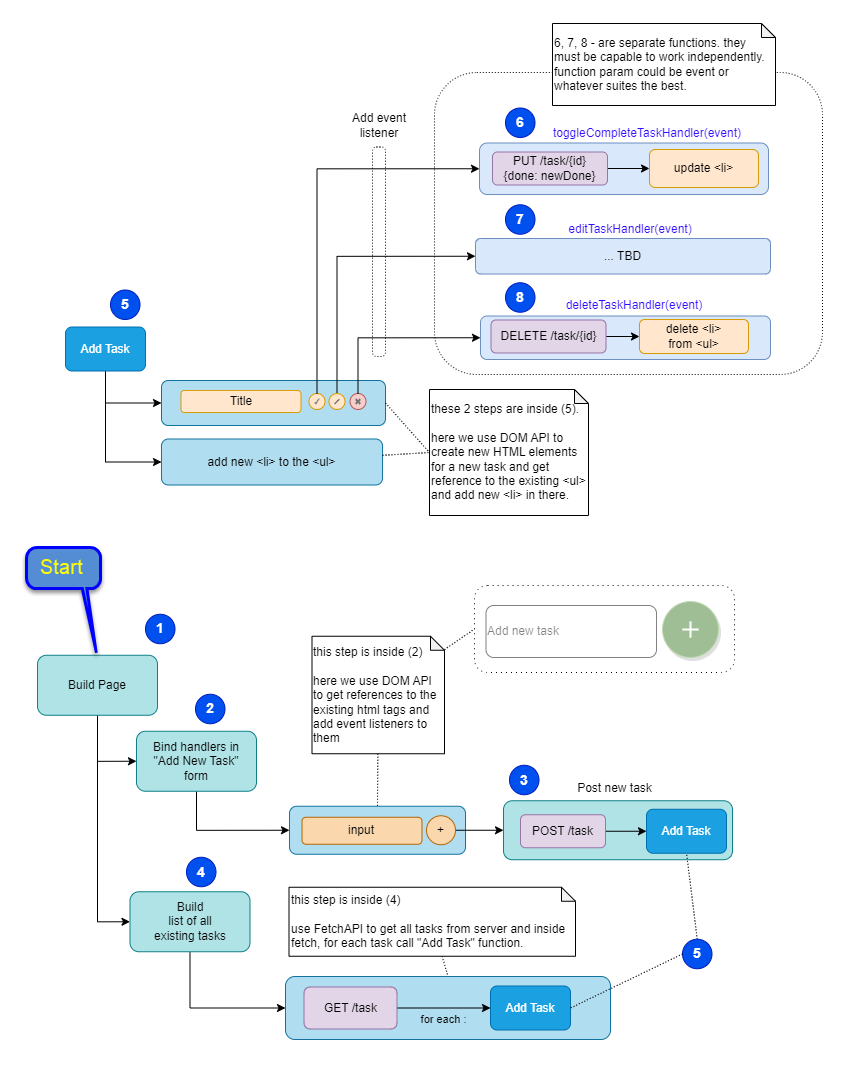 6, 7, 8 - are separate functions. they
must be capable to work independently.
function param could be event or
whatever suites the best.
Add event
listener
6
toggleCompleteTaskHandler(event)
PUT /task/{id}
{done: newDone}
update <li>
7
editTaskHandler(event)
... TBD
8
deleteTaskHandler(event)
DELETE /task/{id}
delete <li>
from <ul>
5
Add Task
Title
add new <li> to the <ul>
these 2 steps are inside (5).
here we use DOM API to
create new HTML elements
for a new task and get
reference to the existing <ul>
and add new <li> in there.
Start
1
Build Page
2
Bind handlers in
"Add New Task"
form
this step is inside (2)
here we use DOM API
to get references to the
existing html tags and
add event listeners to
them
Add new task
+
input
+
3
Post new task
POST /task
Add Task
4
Build
list of all
existing tasks
this step is inside (4)
use FetchAPI to get all tasks from server and inside
fetch, for each task call "Add Task" function.
5
GET /task
for each :
Add Task